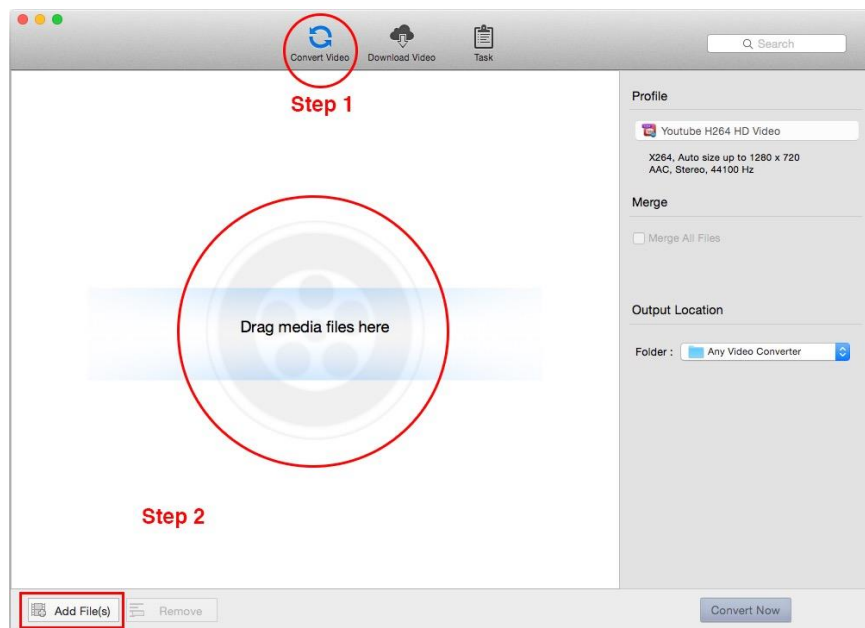 Convert Video
Download Video
Task
Search
Step 1
Profile
Youtube H264 HD Video
X264, Auto size up to 1280 x 720
AAC, Stereo, 44100 Hz
Merge
Merge All Files
Drag media files here
Output Location
Folder : Any Video Converter
Step 2
Add File(s)
Remove
Convert Now